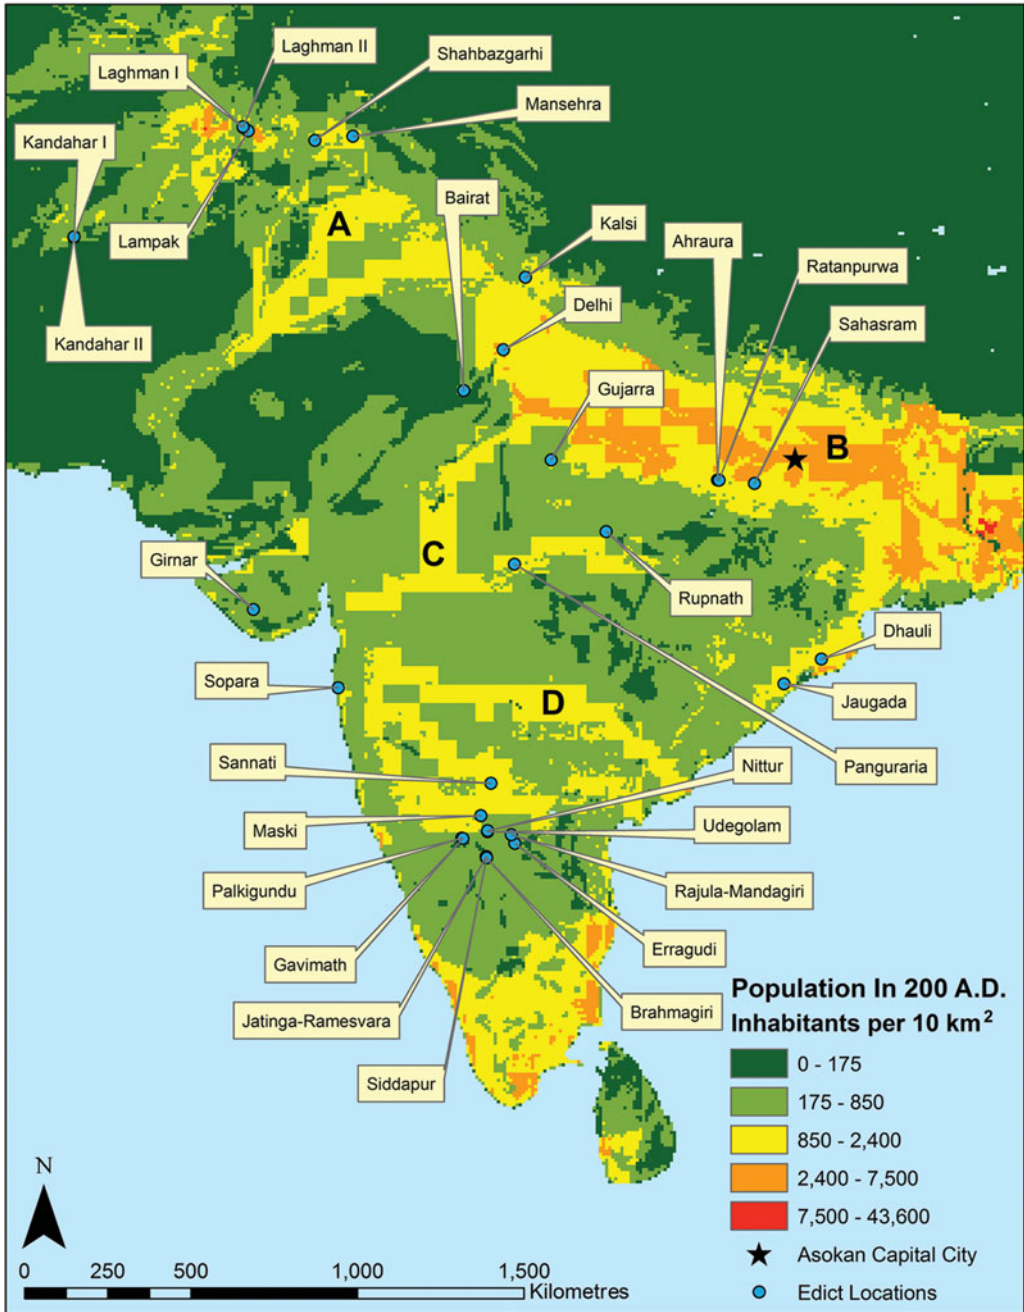 Laghman II
Shahbazgarhi
Laghman I
Mansehra
Kandahar I
Bairat
A
Kalsi
Lampak
Ahraura
Ratanpurwa
Delhi
Kandahar II
Sahasram
Gujarra
B
C
Girnar
Rupnath
Dhauli
Sopara
D
Jaugada
Sannati
Nittur
Panguraria
Maski
Udegolam
Palkigundu
Rajula-Mandagiri
Gavimath
Erragudi
Jatinga-Ramesvara
Brahmagiri
Siddapur
Population In 200 A.D.
Inhabitants per 10 km²
0 - 175
175 - 850
850 - 2,400
2,400 - 7,500
7,500 - 43,600
Asokan Capital City
Edict Locations
N
0 250 500 1,000 1,500
Kilometres